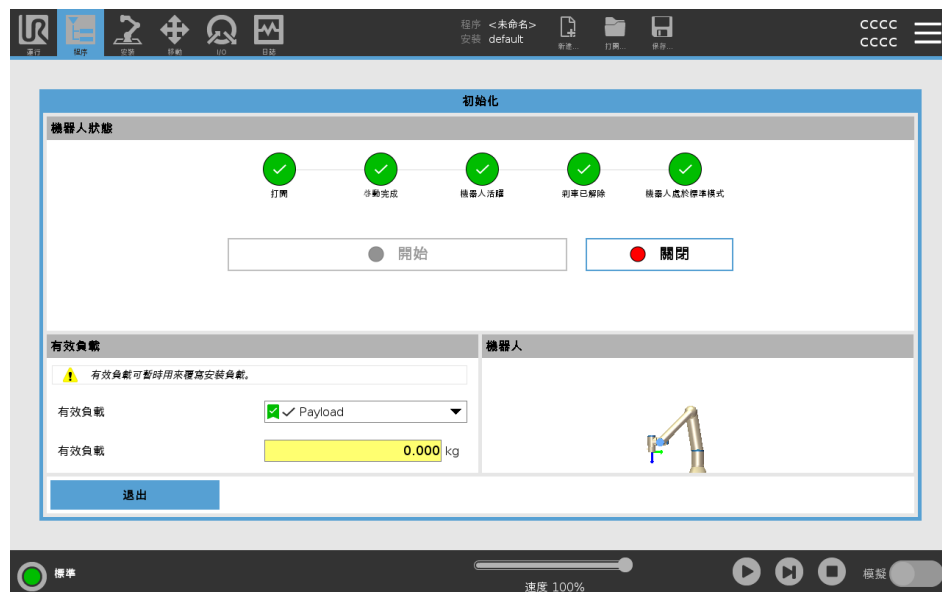 運行 程序 安裝 移動 I/O 日誌
程序 <未命名>
安裝 default
新建... 打開... 保存...
cccc
cccc
初始化
機器人狀態
打開 啓動完成 機器人活躍 刹車已解除 機器人處於標準模式
開始 關閉
有效負載 機器人
有效負載可暫時用來覆寫安裝負載。
有效負載 Payload
有效負載 0.000 kg
退出
標準
速度 100%
模擬